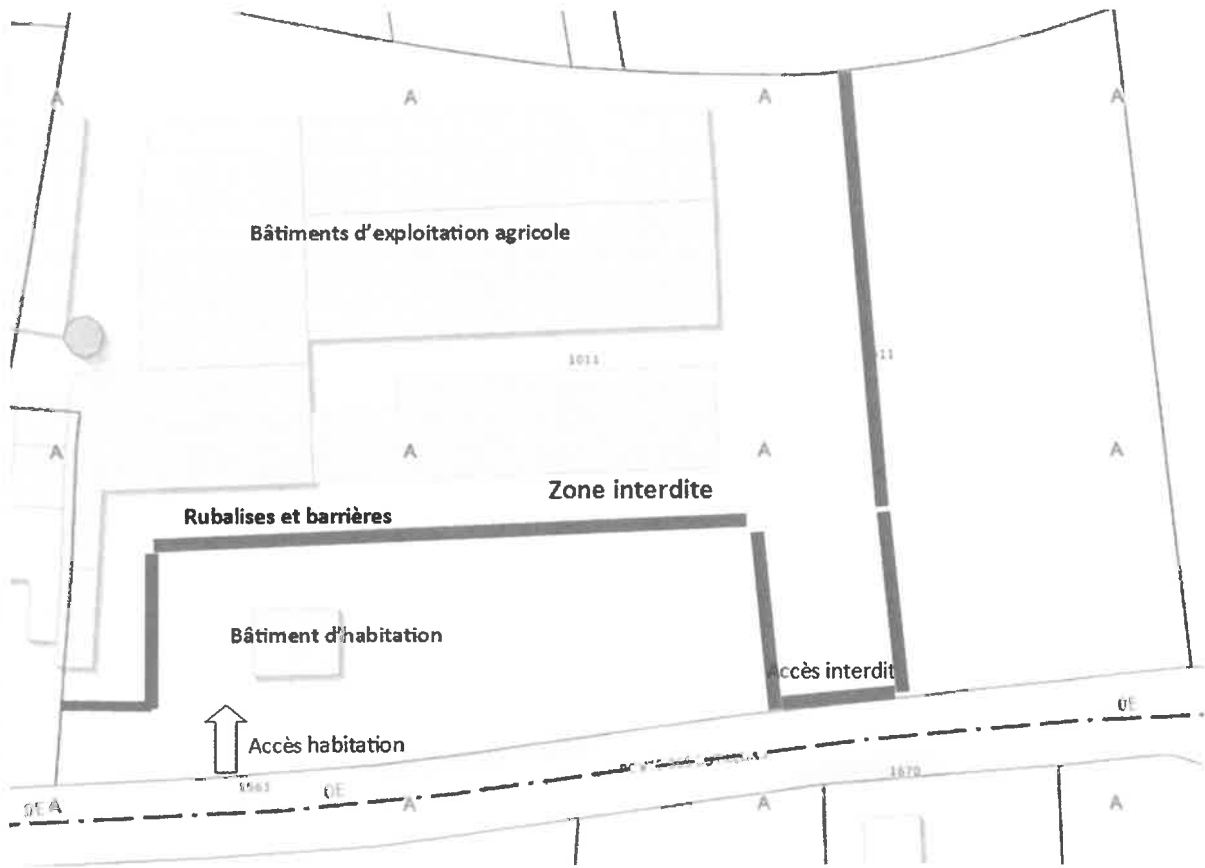 A A A A
Bâtiments d'exploitation agricole
1011
A A A A
Zone interdite
Rubalises et barrières
Bâtiment d'habitation
Accès interdit
Accès habitation
0E
1670
0E
0E A A A A